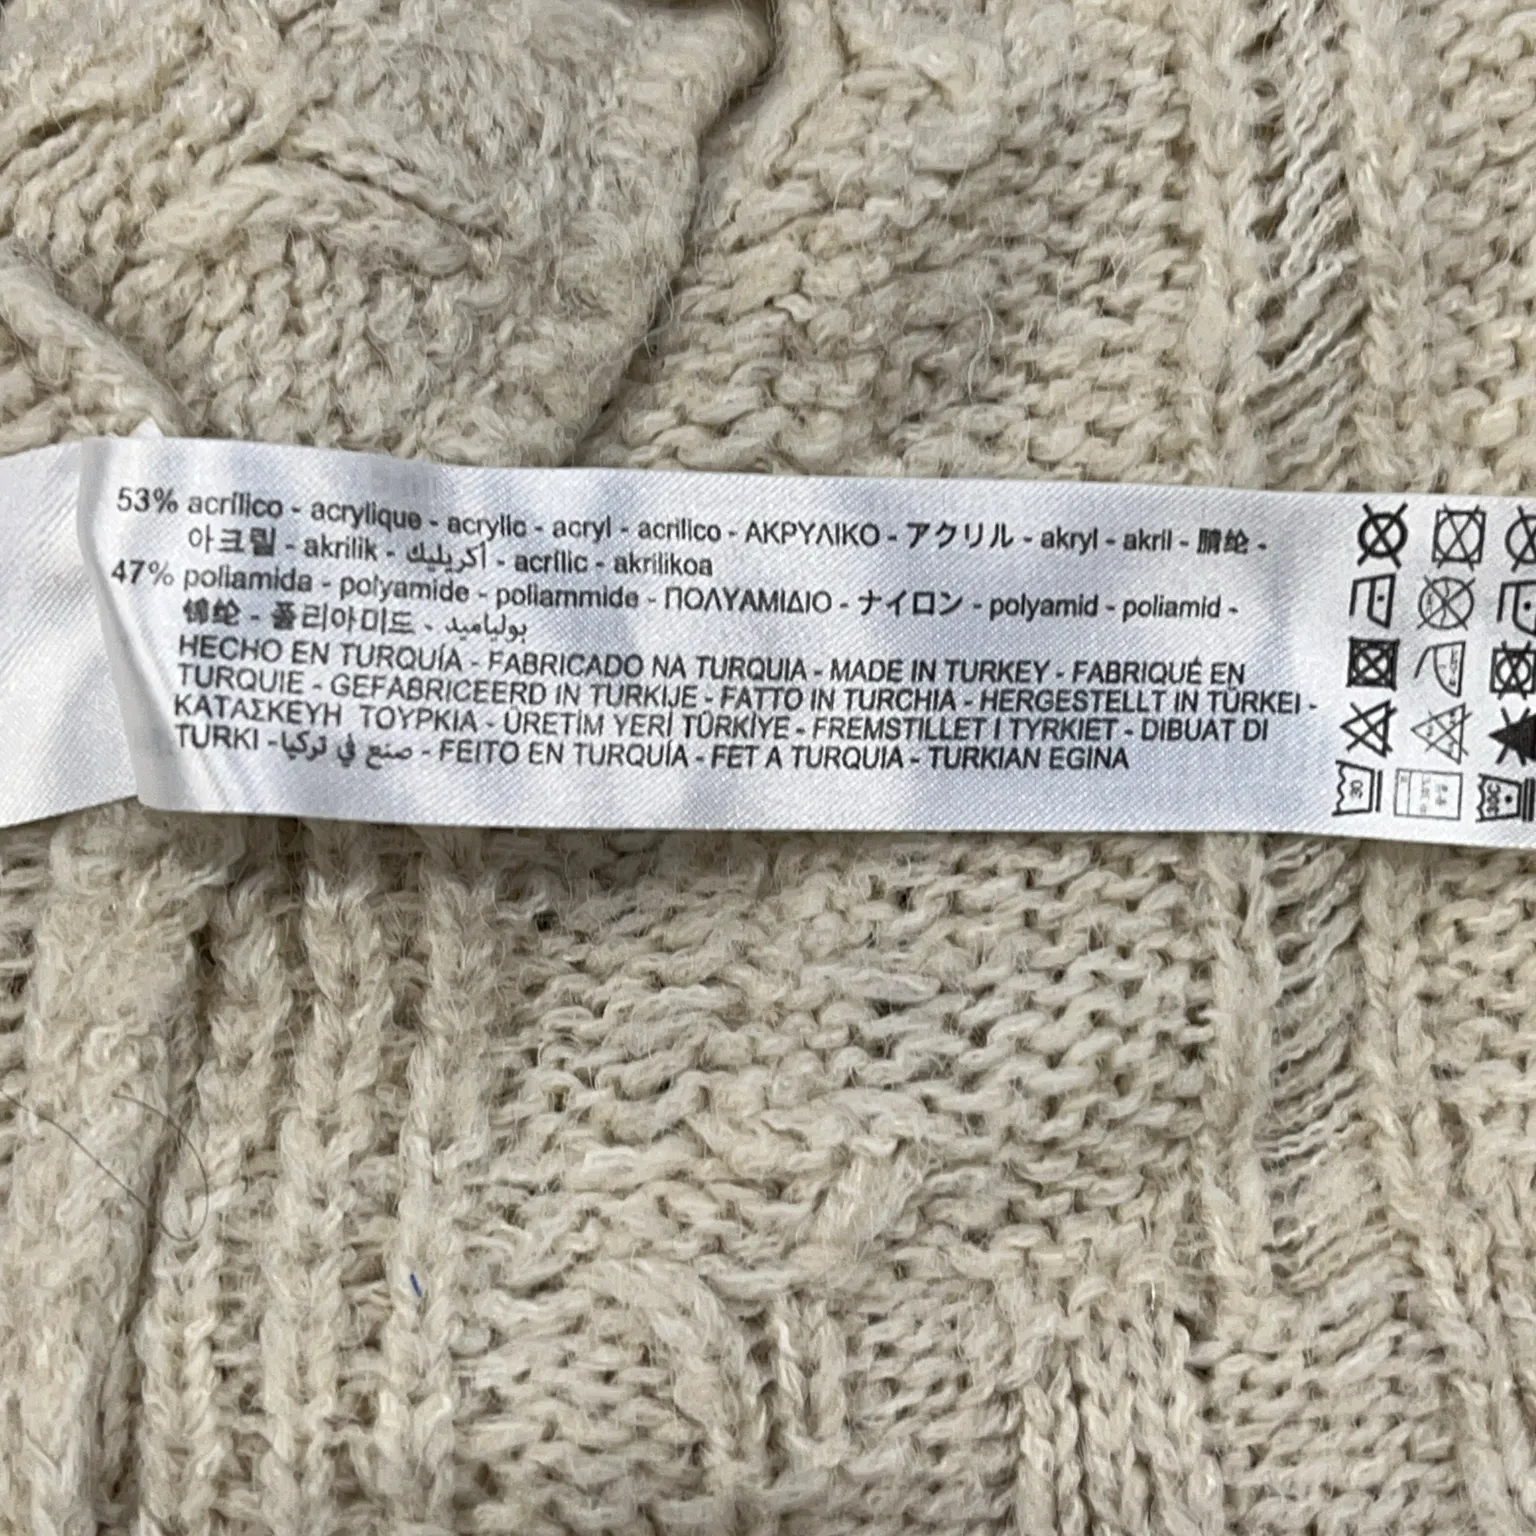 53% acrílico - acrylique - acrylic - acryl - acrilico - ΑΚΡΥΛΙΚΟ - アクリル - akryl - akril - 腈纶 -
아크릴 - akrilik - أكريليك - acrílic - akrilikoa
47% poliamida - polyamide - poliammide - ΠΟΛΥΑΜΙΔΙΟ - ナイロン - polyamid - poliamid -
锦纶 - 폴리아미드 - بولياميد
HECHO EN TURQUÍA - FABRICADO NA TURQUIA - MADE IN TURKEY - FABRIQUÉ EN
TURQUIE - GEFABRICEERD IN TURKIJE - FATTO IN TURCHIA - HERGESTELLT IN TÜRKEI -
ΚΑΤΑΣΚΕΥΗ ΤΟΥΡΚΙΑ - ÜRETİM YERİ TÜRKİYE - FREMSTILLET I TYRKIET - DIBUAT DI
TURKI - صنع في تركيا - FEITO EN TURQUÍA - FET A TURQUIA - TURKIAN EGINA
30
30C